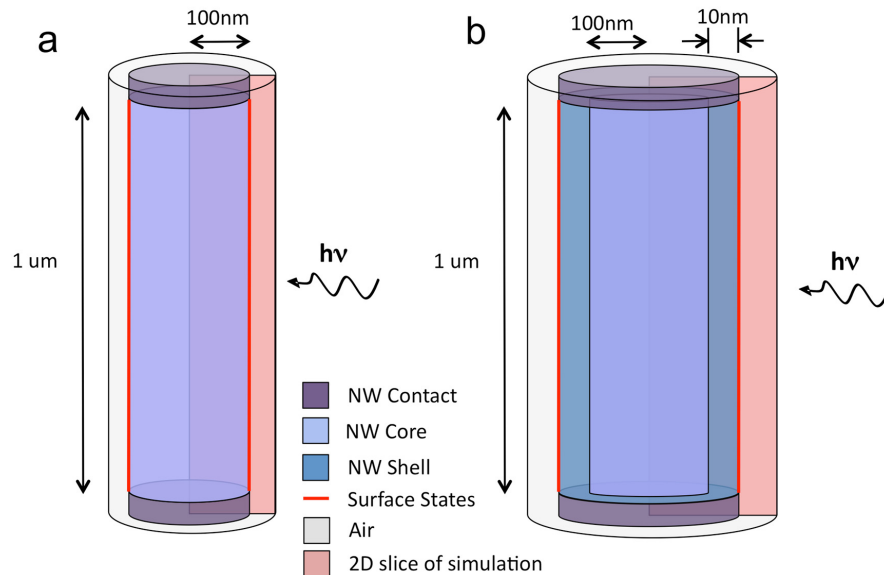 a
100nm
1 um
hν
b
100nm
10nm
1 um
hν
NW Contact
NW Core
NW Shell
Surface States
Air
2D slice of simulation